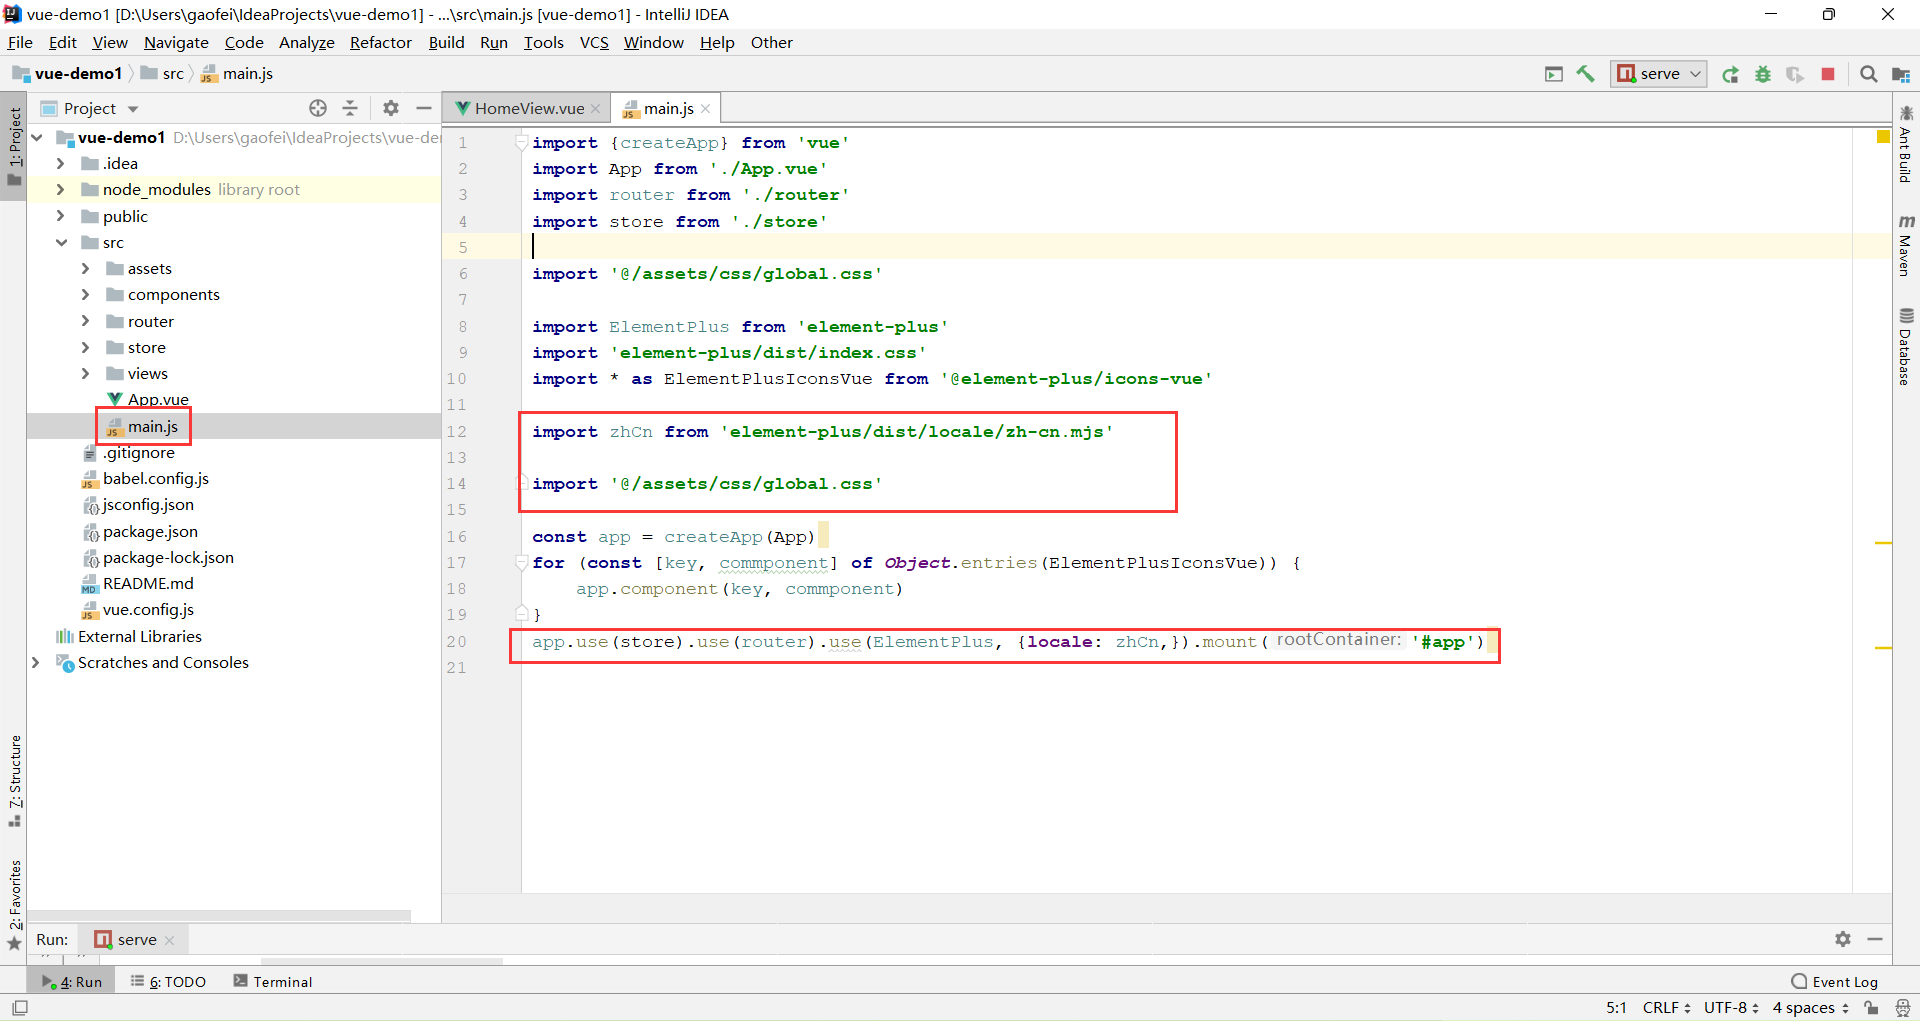 vue-demo1 [D:\Users\gaofei\IdeaProjects\vue-demo1] - ...\src\main.js [vue-demo1] - IntelliJ IDEA
File Edit View Navigate Code Analyze Refactor Build Run Tools VCS Window Help Other
vue-demo1 src main.js serve
Project
HomeView.vue main.js
1: Project
vue-demo1 D:\Users\gaofei\IdeaProjects\vue-de
.idea
node_modules library root
public
src
assets
components
router
store
views
App.vue
main.js
.gitignore
babel.config.js
jsconfig.json
package.json
package-lock.json
README.md
vue.config.js
External Libraries
Scratches and Consoles
7: Structure
2: Favorites
1 import {createApp} from 'vue'
2 import App from './App.vue'
3 import router from './router'
4 import store from './store'
5
6 import '@/assets/css/global.css'
7
8 import ElementPlus from 'element-plus'
9 import 'element-plus/dist/index.css'
10 import * as ElementPlusIconsVue from '@element-plus/icons-vue'
11
12 import zhCn from 'element-plus/dist/locale/zh-cn.mjs'
13
14 import '@/assets/css/global.css'
15
16 const app = createApp(App)
17 for (const [key, commponent] of Object.entries(ElementPlusIconsVue)) {
18 app.component(key, commponent)
19 }
20 app.use(store).use(router).use(ElementPlus, {locale: zhCn,}).mount( rootContainer: '#app')
21
Ant Build
Maven
Database
Run: serve
4: Run 6: TODO Terminal Event Log
5:1 CRLF UTF-8 4 spaces